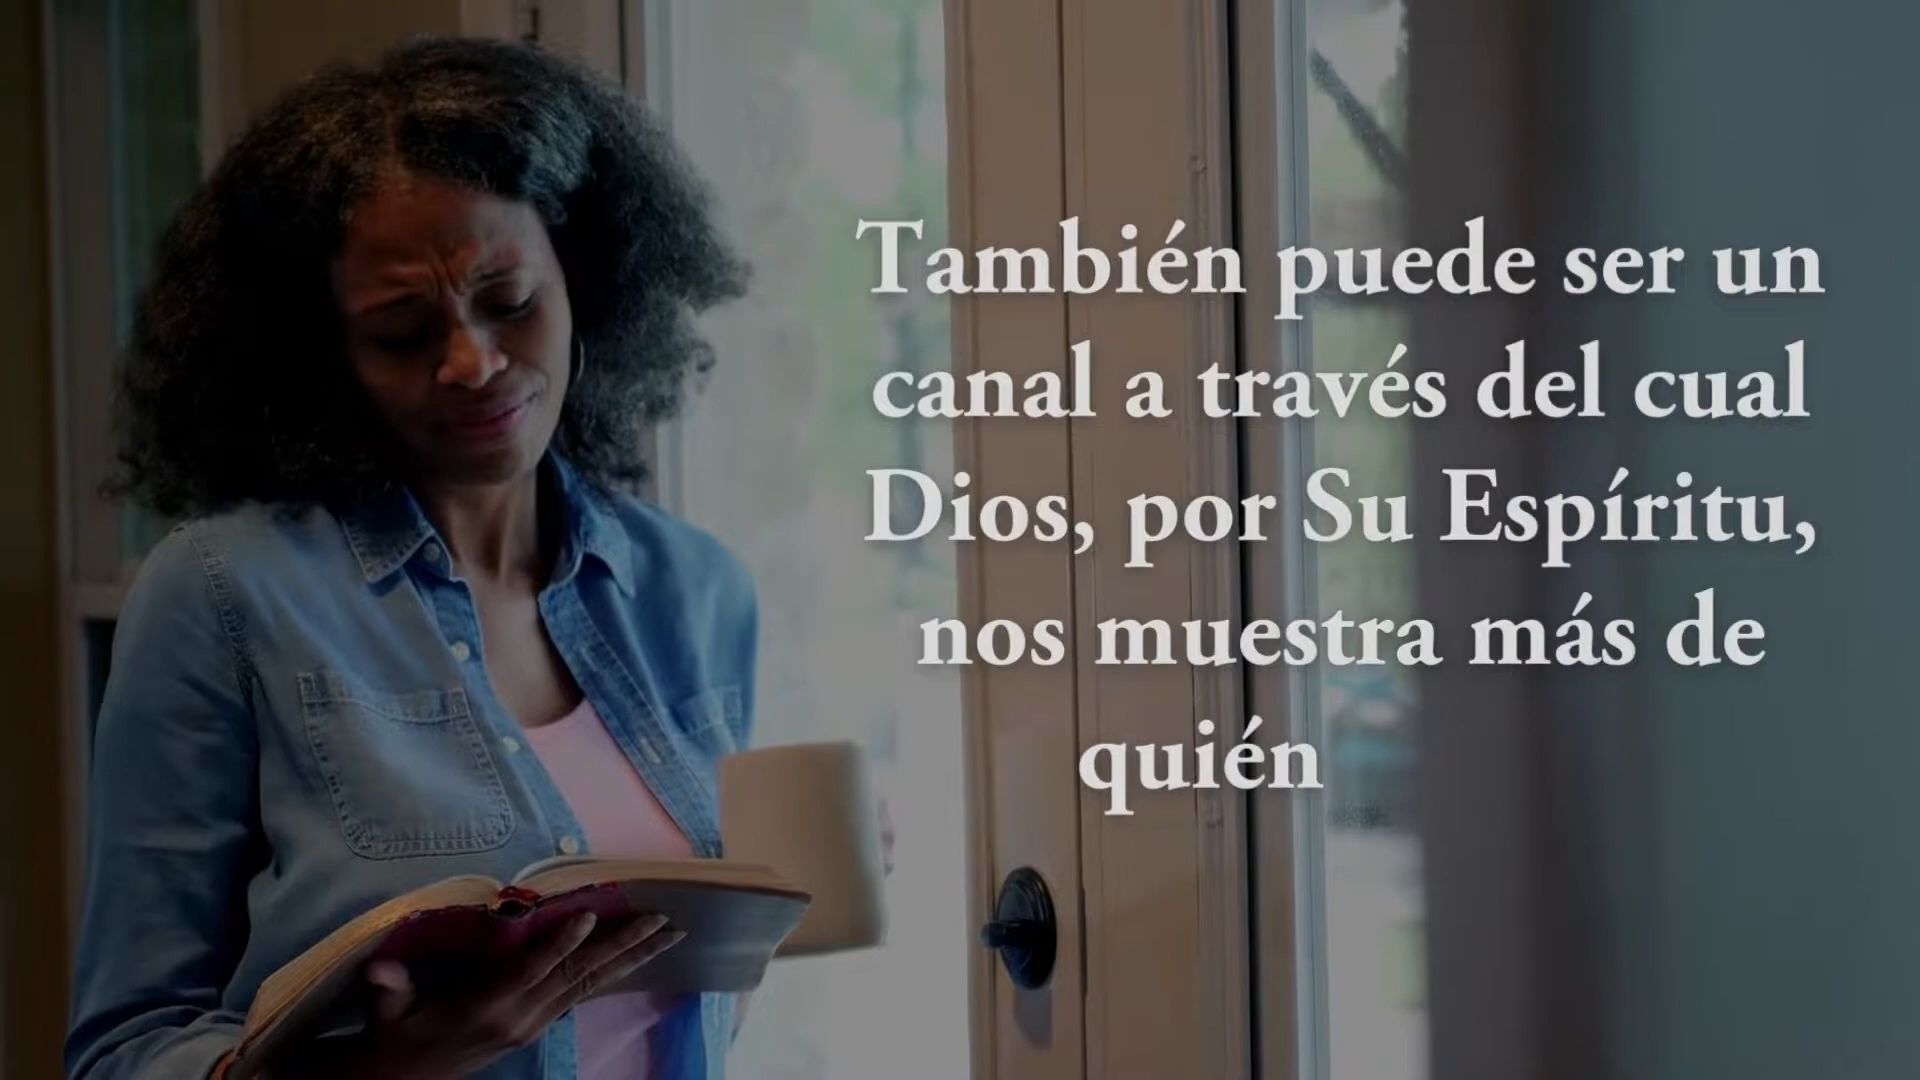 También puede ser un
canal a través del cual
Dios, por Su Espíritu,
nos muestra más de
quién